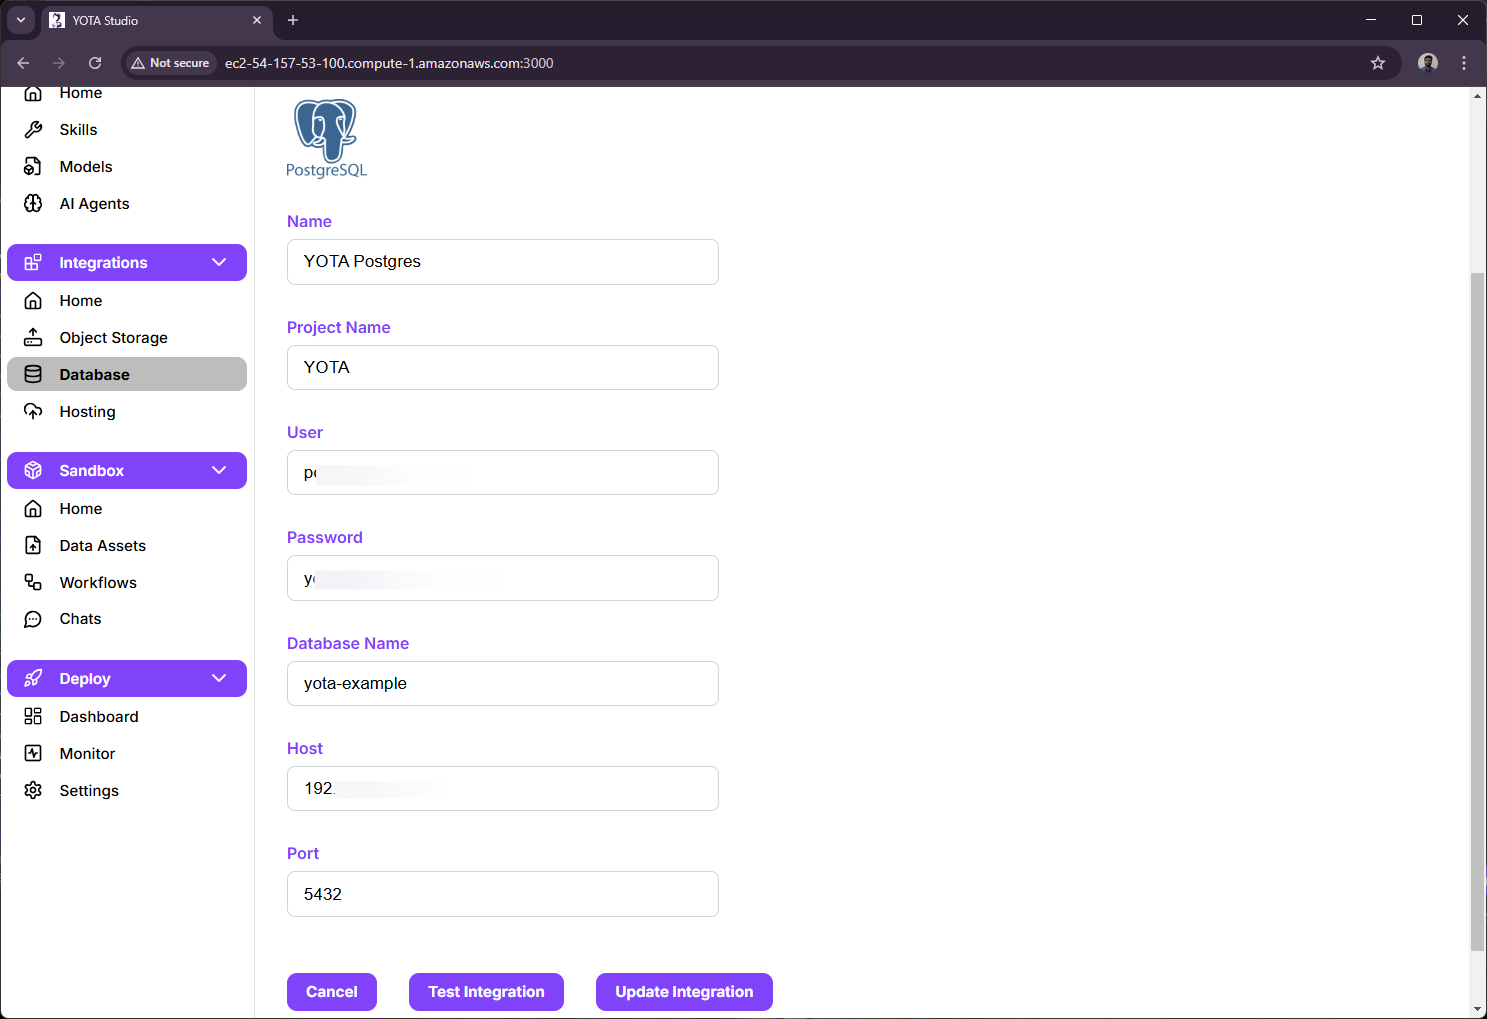 YOTA Studio
Not secure
ec2-54-157-53-100.compute-1.amazonaws.com:3000
Home
Skills
Models
AI Agents
Integrations
Home
Object Storage
Database
Hosting
Sandbox
Home
Data Assets
Workflows
Chats
Deploy
Dashboard
Monitor
Settings
PostgreSQL
Name
YOTA Postgres
Project Name
YOTA
User
Password
Database Name
yota-example
Host
192.
Port
5432
Cancel
Test Integration
Update Integration